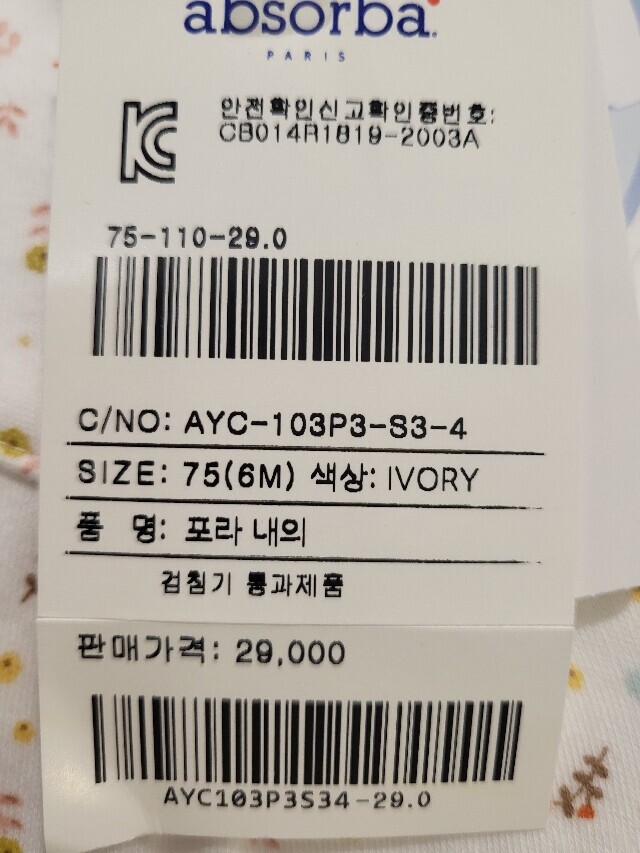 absorba
PARIS
안전확인신고확인증번호:
CB014R1819-2003A
75-110-29.0
C/NO: AYC-103P3-S3-4
SIZE: 75(6M) 색상: IVORY
품 명: 포라 내의
검침기 통과제품
판매가격: 29,000
AYC103P3S34-29.0